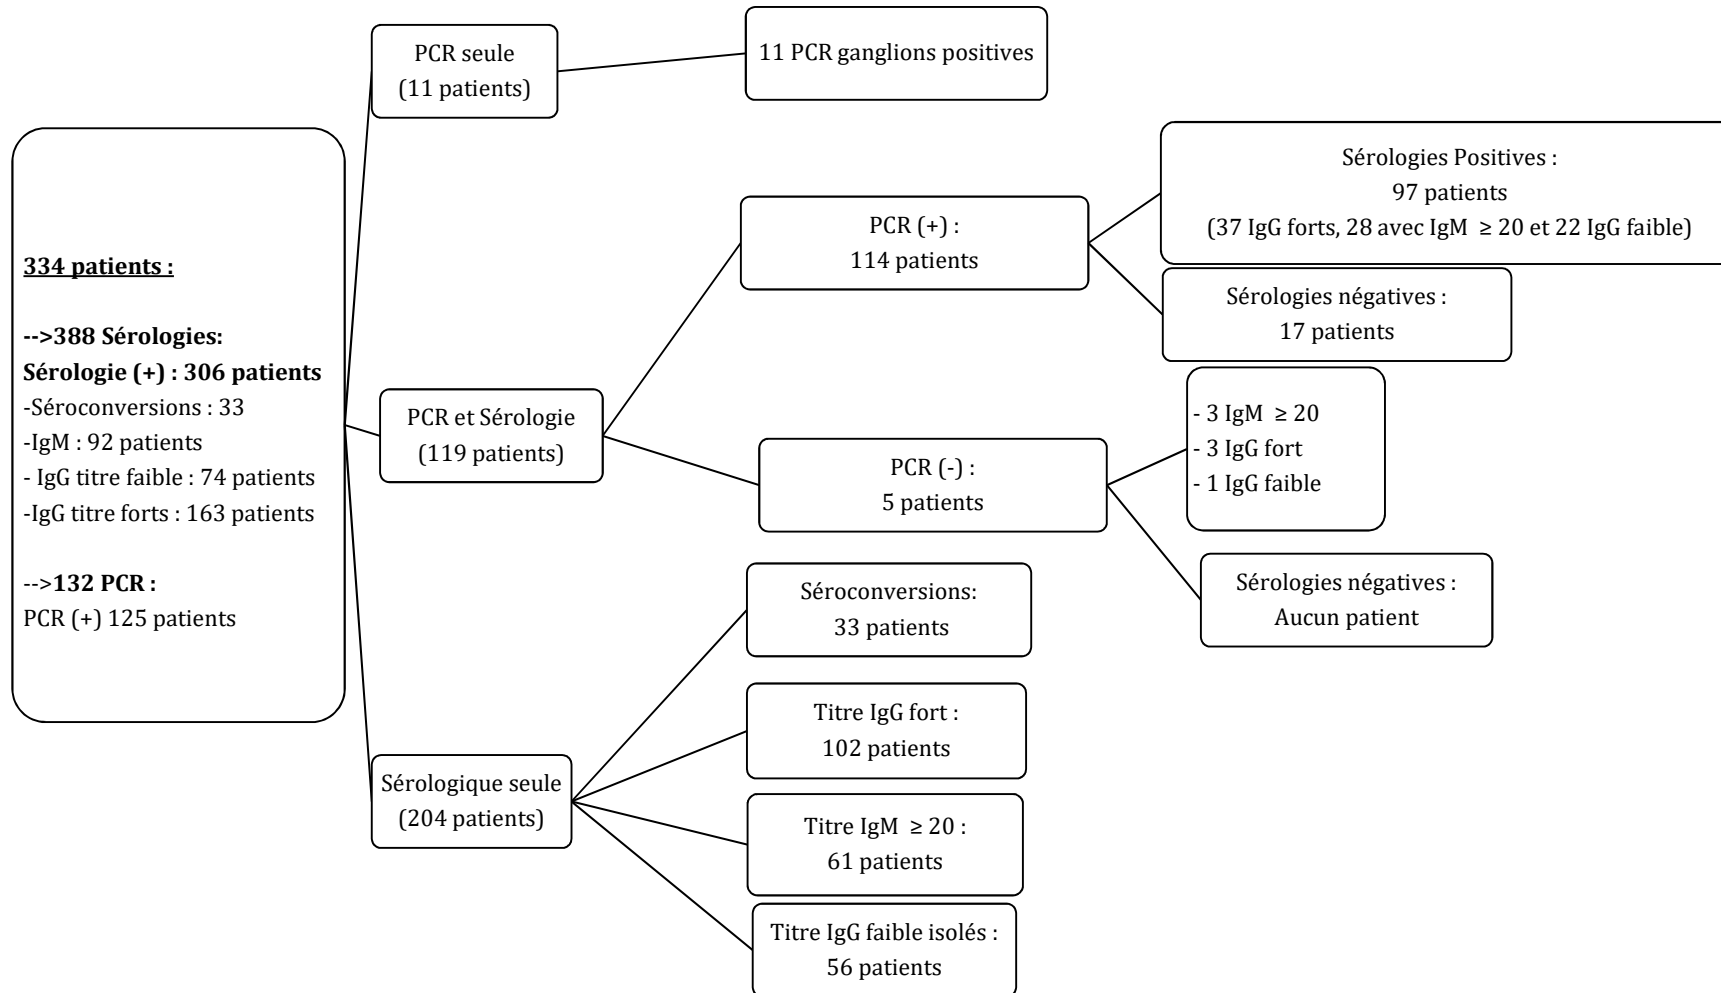 334 patients :
-->388 Sérologies:
Sérologie (+) : 306 patients
-Séroconversions : 33
-IgM : 92 patients
- IgG titre faible : 74 patients
-IgG titre forts : 163 patients
-->132 PCR :
PCR (+) 125 patients
PCR seule
(11 patients)
11 PCR ganglions positives
PCR et Sérologie
(119 patients)
PCR (+) :
114 patients
Sérologies Positives :
97 patients
(37 IgG forts, 28 avec IgM ≥ 20 et 22 IgG faible)
Sérologies négatives :
17 patients
PCR (-) :
5 patients
- 3 IgM ≥ 20
- 3 IgG fort
- 1 IgG faible
Sérologies négatives :
Aucun patient
Sérologique seule
(204 patients)
Séroconversions:
33 patients
Titre IgG fort :
102 patients
Titre IgM ≥ 20 :
61 patients
Titre IgG faible isolés :
56 patients